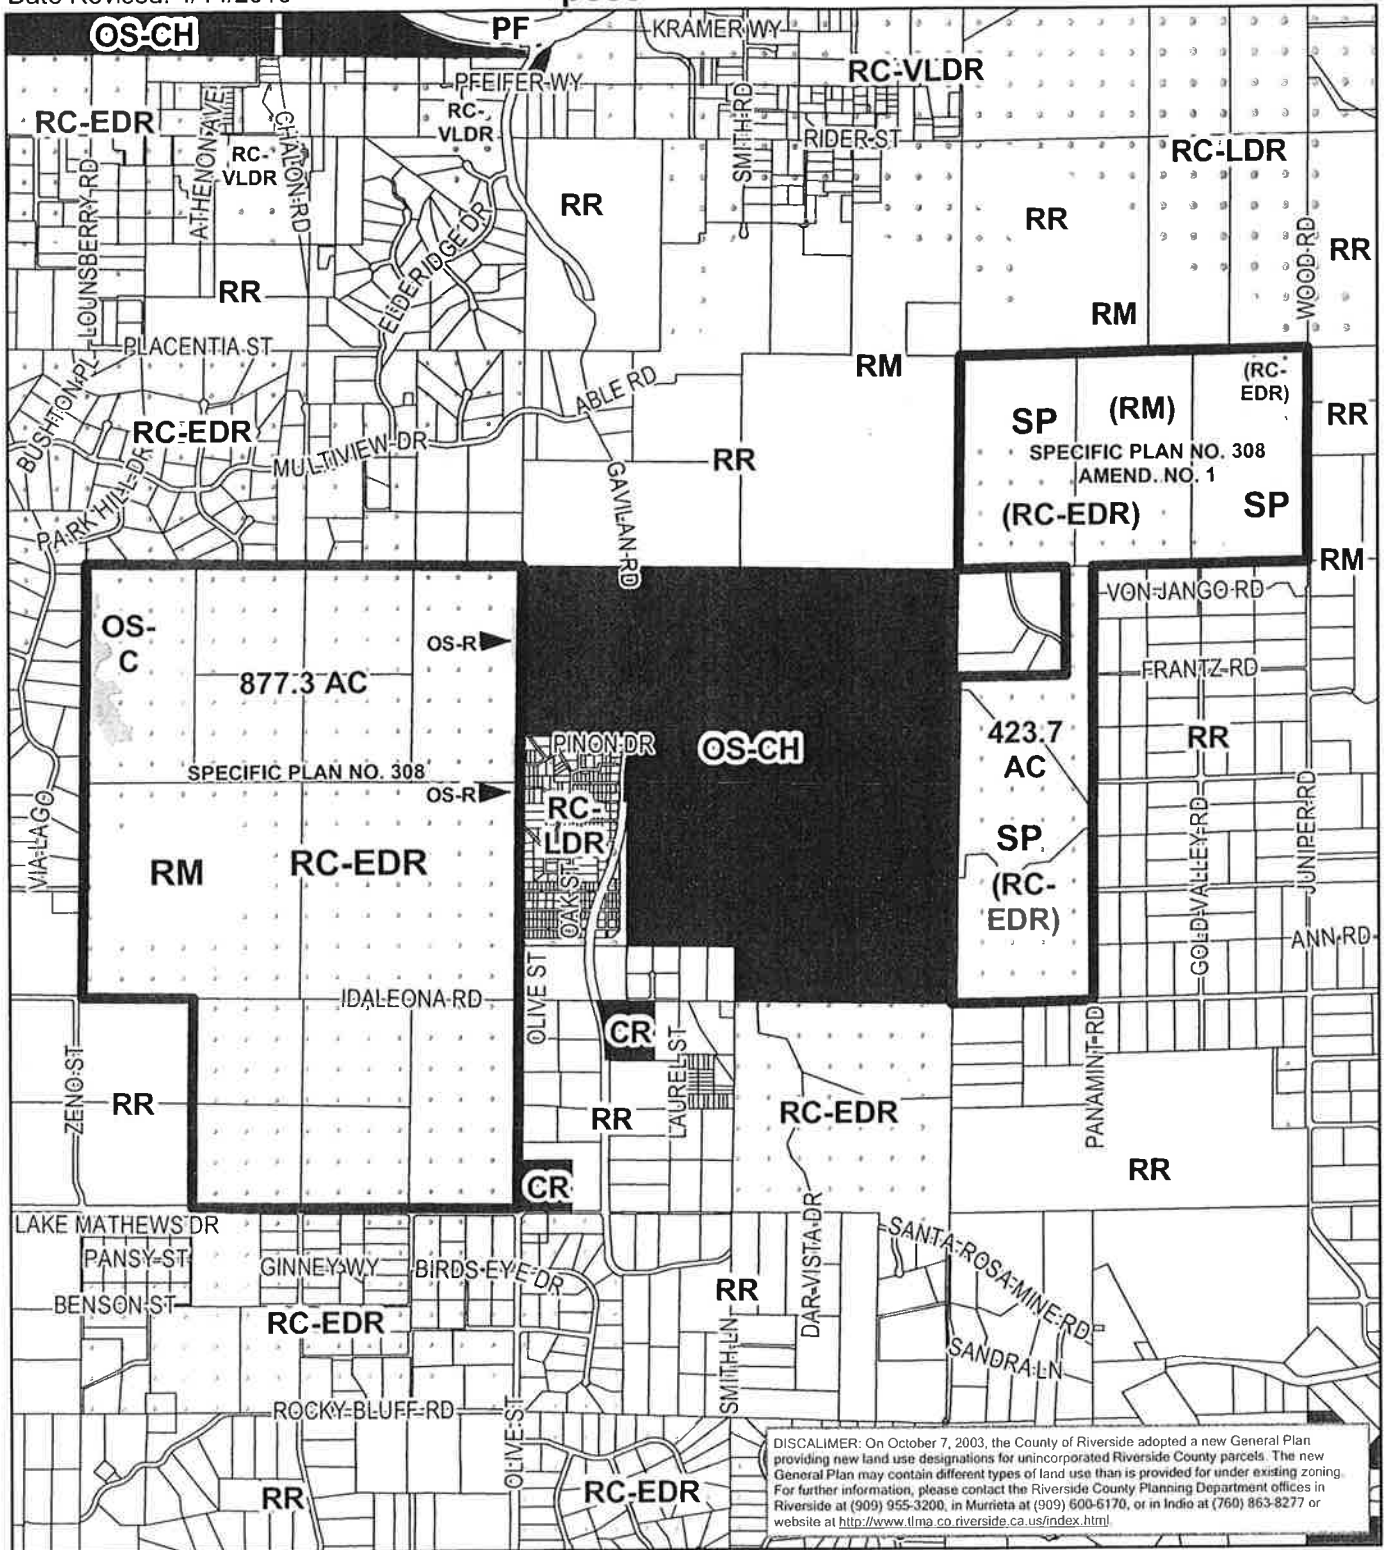 OS-CH
PF
KRAMER WY
PFEIFER WY
RC-VLDR
RC-EDR
ATHENON AVE
CHALON RD
RC-
VLDR
RC-
VLDR
SMITH RD
RIDER ST
RC-LDR
LOUNSBERRY RD
ELDERIDGE DR
RR
RR
WOOD RD
RR
RR
RM
PLACENTIA ST
BUSHTON PL
RM
ABLE RD
(RC-
EDR)
SP
(RM)
RR
SPECIFIC PLAN NO. 308
AMEND. NO. 1
(RC-EDR)
SP
RC-EDR
MULTIVIEW DR
RR
GAVILAN RD
PARK HILL DR
RM
VON JANGO RD
OS-
C
OS-R
877.3 AC
FRANTZ RD
PINON DR
OS-CH
423.7
AC
RR
SPECIFIC PLAN NO. 308
OS-R
RC-
LDR
VIA LAGO
RM
RC-EDR
OAK ST
SP
(RC-
EDR)
GOLD VALLEY RD
JUNIPER RD
ANN RD
OLIVE ST
IDALEONA RD
CR
LAUREL ST
PANAMINT RD
ZENO ST
RR
RR
RC-EDR
RR
CR
LAKE MATHEWS DR
PANSY ST
GINNEY WY
BIRDS EYE DR
DAR VISTA DR
SANTA ROSA MINE RD
BENSON ST
RC-EDR
RR
SMITH LN
SANDRA LN
ROCKY BLUFF RD
OLIVE ST
RR
RC-EDR
DISCALIMER: On October 7, 2003, the County of Riverside adopted a new General Plan
providing new land use designations for unincorporated Riverside County parcels. The new
General Plan may contain different types of land use than is provided for under existing zoning.
For further information, please contact the Riverside County Planning Department offices in
Riverside at (909) 955-3200, in Murrieta at (909) 600-6170, or in Indio at (760) 863-8277 or
website at http://www.tlma.co.riverside.ca.us/index.html